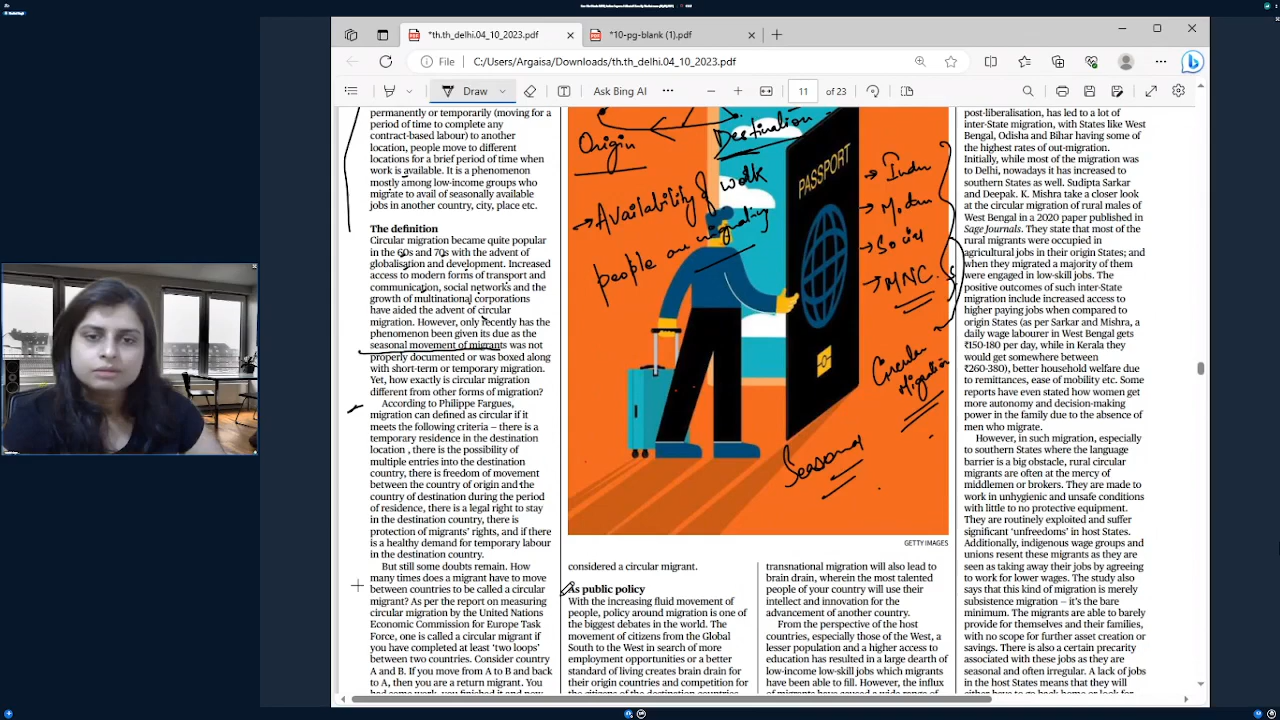 *th.th_delhi.04_10_2023.pdf
*10-pg-blank (1).pdf
File
C:/Users/Argaisa/Downloads/th.th_delhi.04_10_2023.pdf
Draw
Ask Bing AI
11 of 23
permanently or temporarily (moving for a
period of time to complete any
contract-based labour) to another
location, people move to different
locations for a brief period of time when
work is available. It is a phenomenon
mostly among low-income groups who
migrate to avail of seasonally available
jobs in another country, city, place etc.
The definition
Circular migration became quite popular
in the 60s and 70s with the advent of
globalisation and development. Increased
access to modern forms of transport and
communication, social networks and the
growth of multinational corporations
have aided the advent of circular
migration. However, only recently has the
phenomenon been given its due as the
seasonal movement of migrants was not
properly documented or was boxed along
with short-term or temporary migration.
Yet, how exactly is circular migration
different from other forms of migration?
According to Philippe Fargues,
migration can defined as circular if it
meets the following criteria — there is a
temporary residence in the destination
location , there is the possibility of
multiple entries into the destination
country, there is freedom of movement
between the country of origin and the
country of destination during the period
of residence, there is a legal right to stay
in the destination country, there is
protection of migrants' rights, and if there
is a healthy demand for temporary labour
in the destination country.
But still some doubts remain. How
many times does a migrant have to move
between countries to be called a circular
migrant? As per the report on measuring
circular migration by the United Nations
Economic Commission for Europe Task
Force, one is called a circular migrant if
you have completed at least 'two loops'
between two countries. Consider country
A and B. If you move from A to B and back
to A, then you are a return migrant. You
Origin
Destination
→ Availability of work
people are migrating
PASSPORT
→ Social
→ MNC
Circular
Migration
Seasonal
GETTY IMAGES
considered a circular migrant.
As public policy
With the increasing fluid movement of
people, policy around migration is one of
the biggest debates in the world. The
movement of citizens from the Global
South to the West in search of more
employment opportunities or a better
standard of living creates brain drain for
their origin countries and competition for
the citizens of the destination countries
transnational migration will also lead to
brain drain, wherein the most talented
people of your country will use their
intellect and innovation for the
advancement of another country.
From the perspective of the host
countries, especially those of the West, a
lesser population and a higher access to
education has resulted in a large dearth of
low-income low-skill jobs which migrants
have been able to fill. However, the influx
of migrants have caused a wide range of
post-liberalisation, has led to a lot of
inter-State migration, with States like West
Bengal, Odisha and Bihar having some of
the highest rates of out-migration.
Initially, while most of the migration was
to Delhi, nowadays it has increased to
southern States as well. Sudipta Sarkar
and Deepak. K. Mishra take a closer look
at the circular migration of rural males of
West Bengal in a 2020 paper published in
Sage Journals. They state that most of the
rural migrants were occupied in
agricultural jobs in their origin States; and
when they migrated a majority of them
were engaged in low-skill jobs. The
positive outcomes of such inter-State
migration include increased access to
higher paying jobs when compared to
origin States (as per Sarkar and Mishra, a
daily wage labourer in West Bengal gets
₹150-180 per day, while in Kerala they
would get somewhere between
₹260-380), better household welfare due
to remittances, ease of mobility etc. Some
reports have even stated how women get
more autonomy and decision-making
power in the family due to the absence of
men who migrate.
However, in such migration, especially
to southern States where the language
barrier is a big obstacle, rural circular
migrants are often at the mercy of
middlemen or brokers. They are made to
work in unhygienic and unsafe conditions
with little to no protective equipment.
They are routinely exploited and suffer
significant 'unfreedoms' in host States.
Additionally, indigenous wage groups and
unions resent these migrants as they are
seen as taking away their jobs by agreeing
to work for lower wages. The study also
says that this kind of migration is merely
subsistence migration — it's the bare
minimum. The migrants are able to barely
provide for themselves and their families,
with no scope for further asset creation or
savings. There is also a certain precarity
associated with these jobs as they are
seasonal and often irregular. A lack of jobs
in the host States means that they will